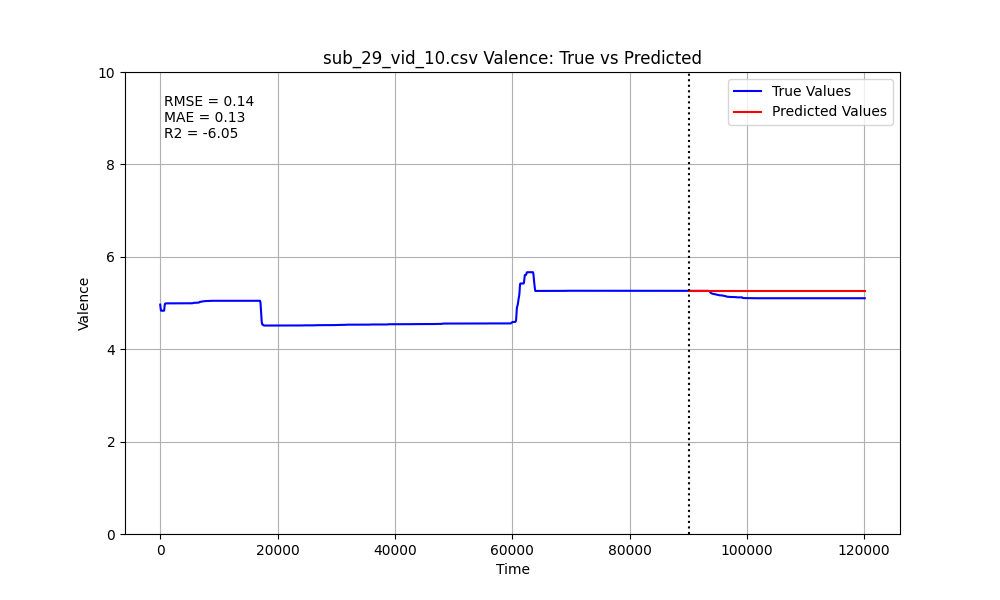 sub_29_vid_10.csv Valence: True vs Predicted
RMSE = 0.14
MAE = 0.13
R2 = -6.05
True Values
Predicted Values
Valence
10
8
6
4
2
0
0
20000
40000
60000
80000
100000
120000
Time